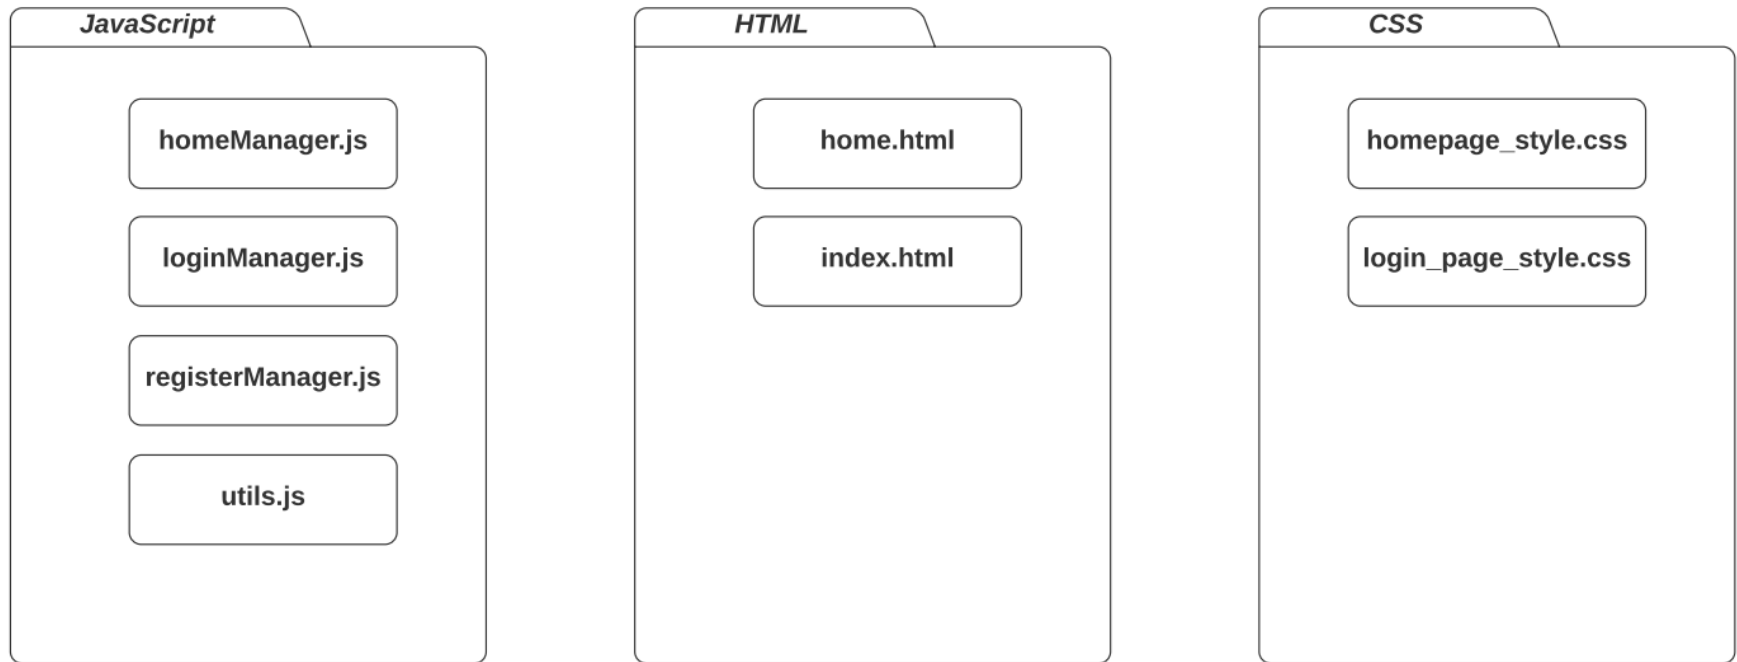 JavaScript
homeManager.js
loginManager.js
registerManager.js
utils.js
HTML
home.html
index.html
CSS
homepage_style.css
login_page_style.css